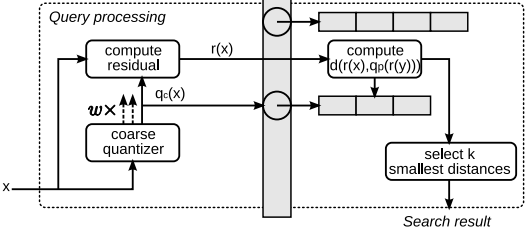 Query processing
compute
residual
r(x)
compute
d(r(x),qp(r(y)))
w×
qc(x)
coarse
quantizer
x
select k
smallest distances
Search result